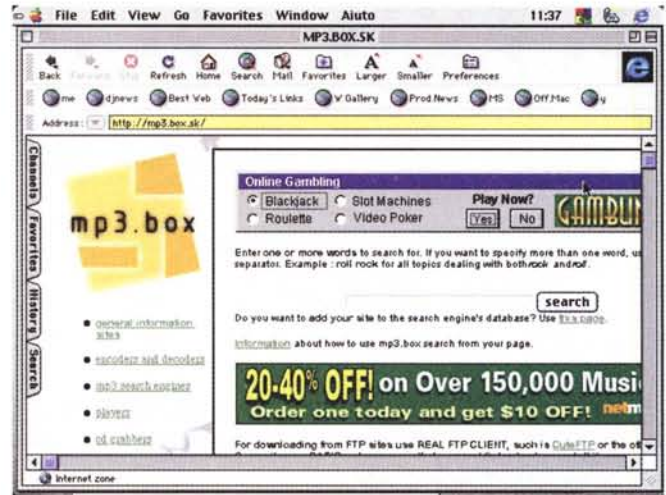 File Edit View Go Favorites Window Aiuto 11:37
MP3.BOX.SK
Back Forward Stop Refresh Home Search Mail Favorites Larger Smaller Preferences
me djnews Best Web Today's Links V Gallery Prod.News MS Off.Mac y
Address: http://mp3.box.sk/
Channels
Favorites
History
Search
mp3.box
general information sites
encoders and decoders
mp3 search engines
players
cd grabbers
Online Gambling
Blackjack Slot Machines Play Now?
Roulette Video Poker Yes No
Enter one or more words to search for. If you want to specify more than one word, us
separator. Example : roll rock for all topics dealing with both rock and roll.
search
Do you want to add your site to the search engine's database? Use this page.
Information about how to use mp3.box search from your page.
20-40% OFF! on Over 150,000 Musi
Order one today and get $10 OFF! netm
For downloading from FTP sites use REAL FTP CLIENT, such is CuteFTP or the ot
Internet zone